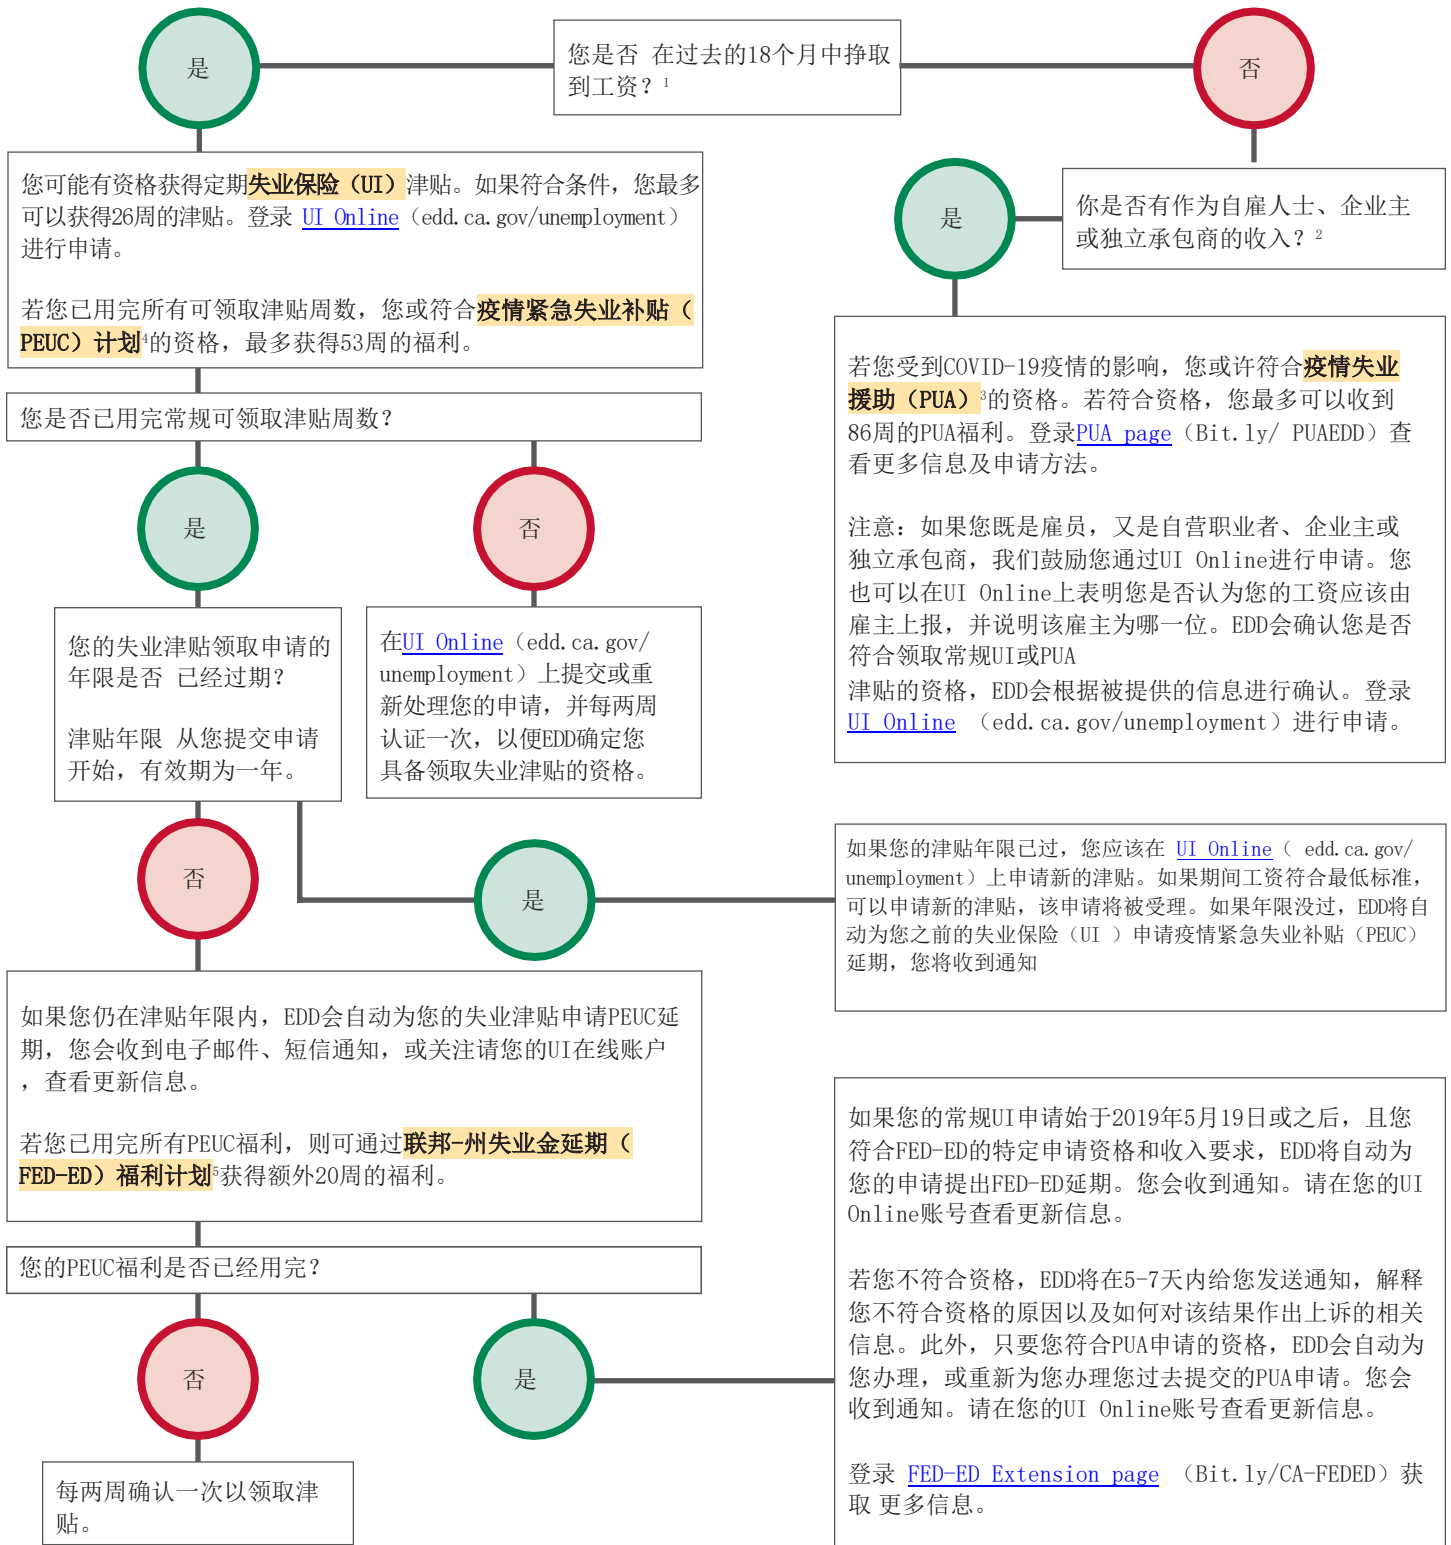 是
您是否 在过去的18个月中挣取
到工资？¹
否
您可能有资格获得定期失业保险（UI）津贴。如果符合条件，您最多
可以获得26周的津贴。登录 UI Online（edd.ca.gov/unemployment）
进行申请。
若您已用完所有可领取津贴周数，您或符合疫情紧急失业补贴（
PEUC）计划⁴的资格，最多获得53周的福利。
是
你是否有作为自雇人士、企业主
或独立承包商的收入？²
若您受到COVID-19疫情的影响，您或许符合疫情失业
援助（PUA）³的资格。若符合资格，您最多可以收到
86周的PUA福利。登录PUA page（Bit.ly/ PUAEDD）查
看更多信息及申请方法。
注意：如果您既是雇员，又是自营职业者、企业主或
独立承包商，我们鼓励您通过UI Online进行申请。您
也可以在UI Online上表明您是否认为您的工资应该由
雇主上报，并说明该雇主为哪一位。EDD会确认您是否
符合领取常规UI或PUA
津贴的资格，EDD会根据被提供的信息进行确认。登录
UI Online （edd.ca.gov/unemployment）进行申请。
您是否已用完常规可领取津贴周数？
是
否
您的失业津贴领取申请的
年限是否 已经过期？
津贴年限 从您提交申请
开始，有效期为一年。
在UI Online（edd.ca.gov/
unemployment）上提交或重
新处理您的申请，并每两周
认证一次，以便EDD确定您
具备领取失业津贴的资格。
否
是
如果您的津贴年限已过，您应该在 UI Online（ edd.ca.gov/
unemployment）上申请新的津贴。如果期间工资符合最低标准，
可以申请新的津贴，该申请将被受理。如果年限没过，EDD将自
动为您之前的失业保险（UI ）申请疫情紧急失业补贴（PEUC）
延期，您将收到通知
如果您仍在津贴年限内，EDD会自动为您的失业津贴申请PEUC延
期，您会收到电子邮件、短信通知，或关注请您的UI在线账户
，查看更新信息。
若您已用完所有PEUC福利，则可通过联邦-州失业金延期（
FED-ED）福利计划⁵获得额外20周的福利。
您的PEUC福利是否已经用完？
否
是
如果您的常规UI申请始于2019年5月19日或之后，且您
符合FED-ED的特定申请资格和收入要求，EDD将自动为
您的申请提出FED-ED延期。您会收到通知。请在您的UI
Online账号查看更新信息。
若您不符合资格，EDD将在5-7天内给您发送通知，解释
您不符合资格的原因以及如何对该结果作出上诉的相关
信息。此外，只要您符合PUA申请的资格，EDD会自动为
您办理，或重新为您办理您过去提交的PUA申请。您会
收到通知。请在您的UI Online账号查看更新信息。
登录 FED-ED Extension page （Bit.ly/CA-FEDED）获
取 更多信息。
每两周确认一次以领取津
贴。